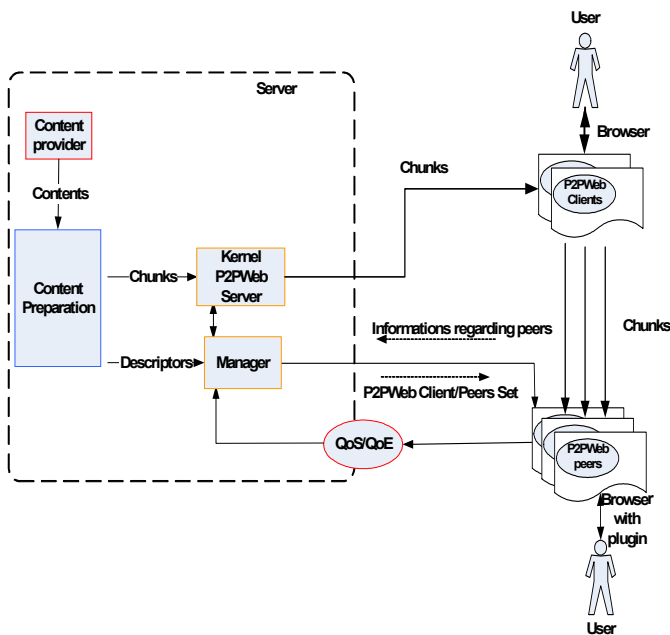 User
Server
Content
provider
Browser
Chunks
P2PWeb
Clients
Contents
Kernel
P2PWeb
Server
Content
Preparation
Chunks
Informations regarding peers
Chunks
Descriptors
Manager
P2PWeb Client/Peers Set
QoS/QoE
P2PWeb
peers
Browser
with
plugin
User